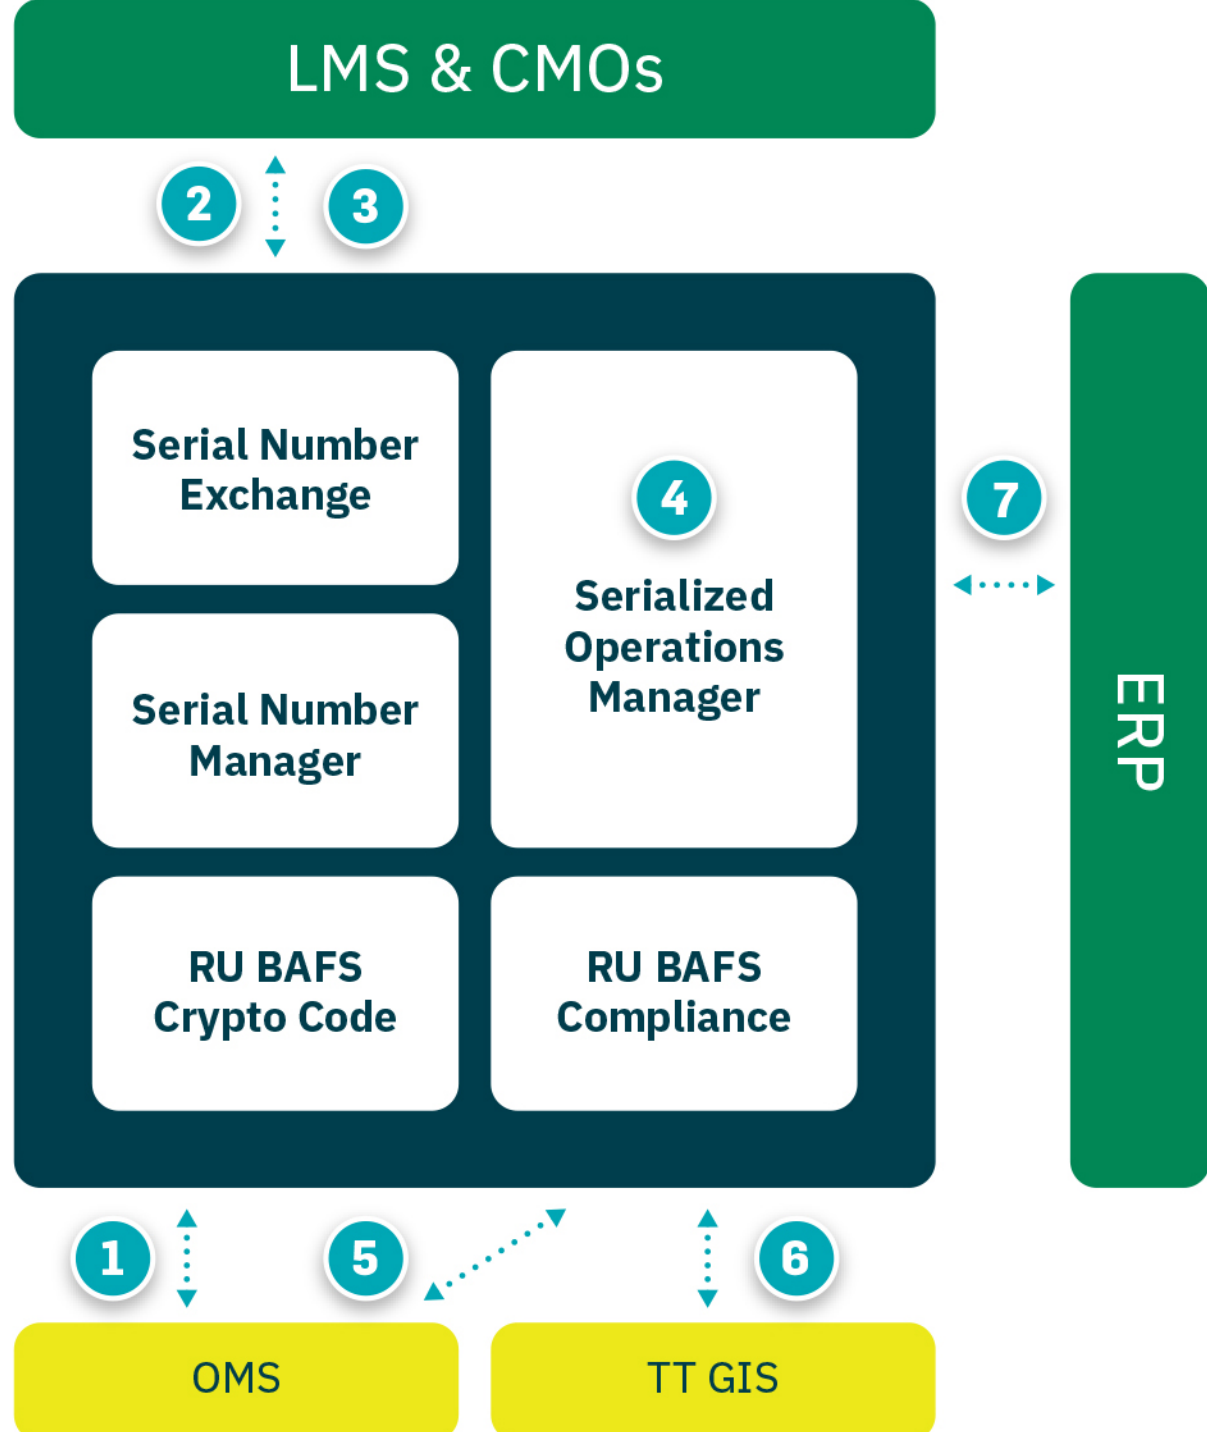 LMS & CMOs
2
3
Serial Number
Exchange
4
Serialized
Operations
Manager
7
ERP
Serial Number
Manager
RU BAFS
Crypto Code
RU BAFS
Compliance
1
5
6
OMS
TT GIS